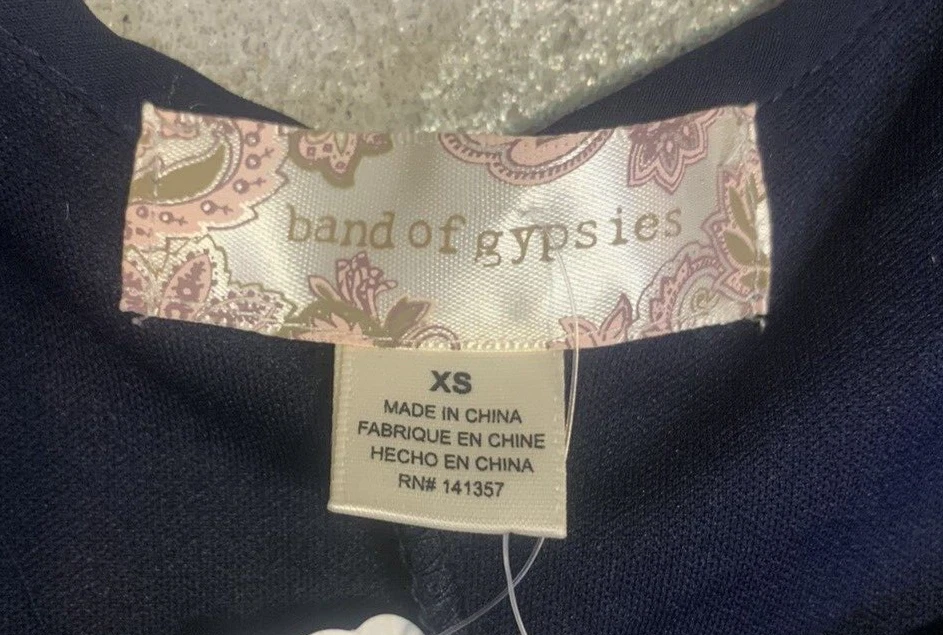 band of gypsies
XS
MADE IN CHINA
FABRIQUE EN CHINE
HECHO EN CHINA
RN# 141357